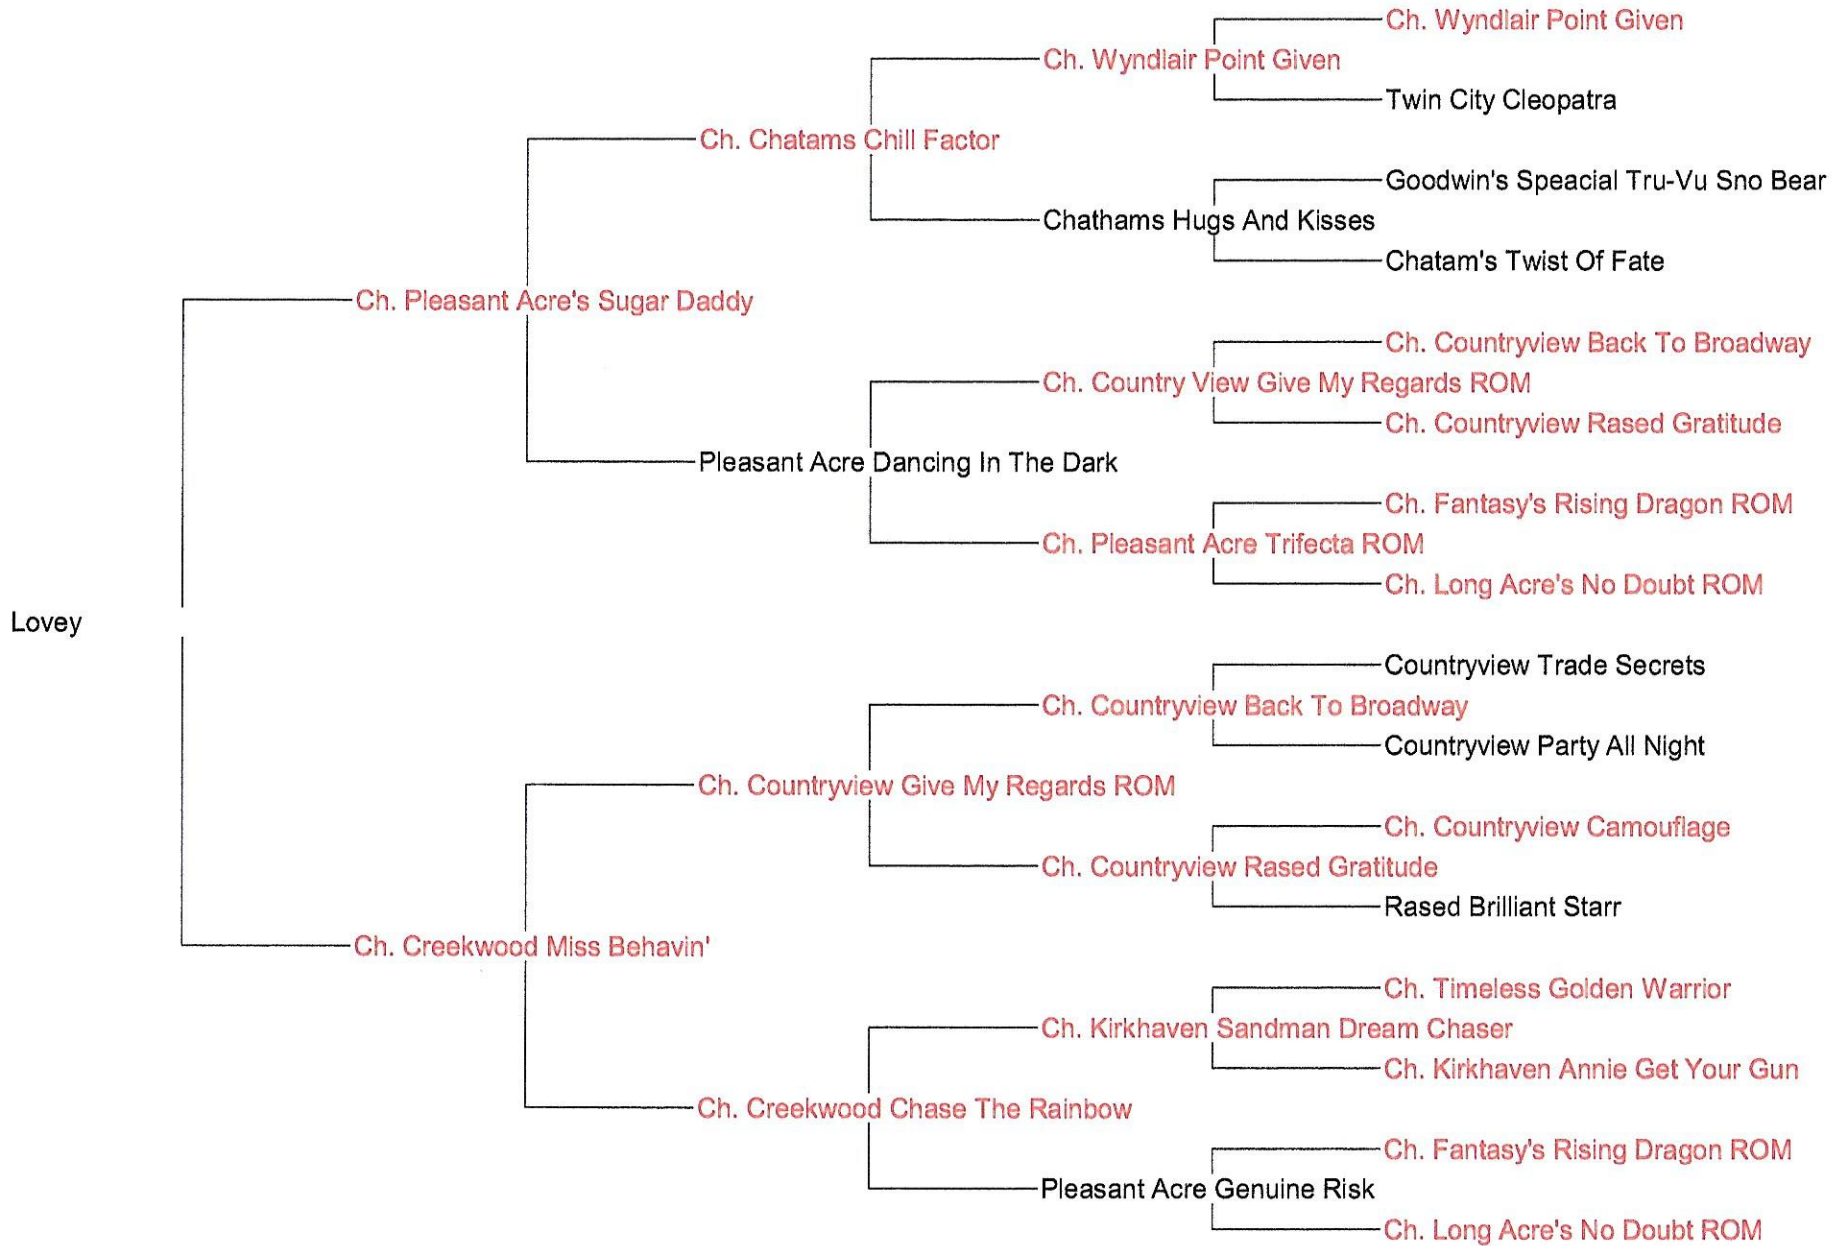 Ch. Wyndlair Point Given
Ch. Wyndlair Point Given
Twin City Cleopatra
Ch. Chatams Chill Factor
Goodwin's Speacial Tru-Vu Sno Bear
Chathams Hugs And Kisses
Chatam's Twist Of Fate
Ch. Pleasant Acre's Sugar Daddy
Ch. Countryview Back To Broadway
Ch. Country View Give My Regards ROM
Ch. Countryview Rased Gratitude
Pleasant Acre Dancing In The Dark
Ch. Fantasy's Rising Dragon ROM
Ch. Pleasant Acre Trifecta ROM
Ch. Long Acre's No Doubt ROM
Lovey
Countryview Trade Secrets
Ch. Countryview Back To Broadway
Countryview Party All Night
Ch. Countryview Give My Regards ROM
Ch. Countryview Camouflage
Ch. Countryview Rased Gratitude
Rased Brilliant Starr
Ch. Creekwood Miss Behavin'
Ch. Timeless Golden Warrior
Ch. Kirkhaven Sandman Dream Chaser
Ch. Kirkhaven Annie Get Your Gun
Ch. Creekwood Chase The Rainbow
Ch. Fantasy's Rising Dragon ROM
Pleasant Acre Genuine Risk
Ch. Long Acre's No Doubt ROM